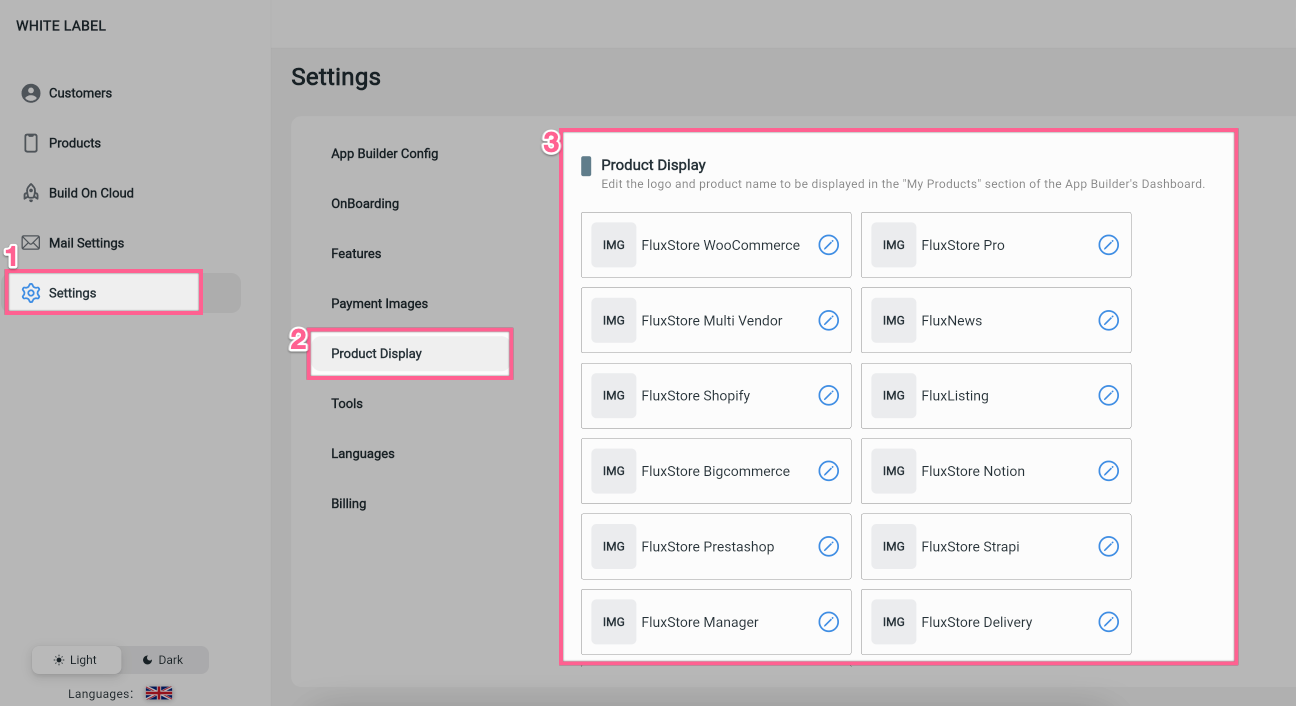 WHITE LABEL
Customers
Products
Build On Cloud
Mail Settings
1
Settings
Light
Dark
Languages:
Settings
App Builder Config
OnBoarding
Features
Payment Images
2
Product Display
Tools
Languages
Billing
3
Product Display
Edit the logo and product name to be displayed in the "My Products" section of the App Builder's Dashboard.
IMG FluxStore WooCommerce
IMG FluxStore Pro
IMG FluxStore Multi Vendor
IMG FluxNews
IMG FluxStore Shopify
IMG FluxListing
IMG FluxStore Bigcommerce
IMG FluxStore Notion
IMG FluxStore Prestashop
IMG FluxStore Strapi
IMG FluxStore Manager
IMG FluxStore Delivery